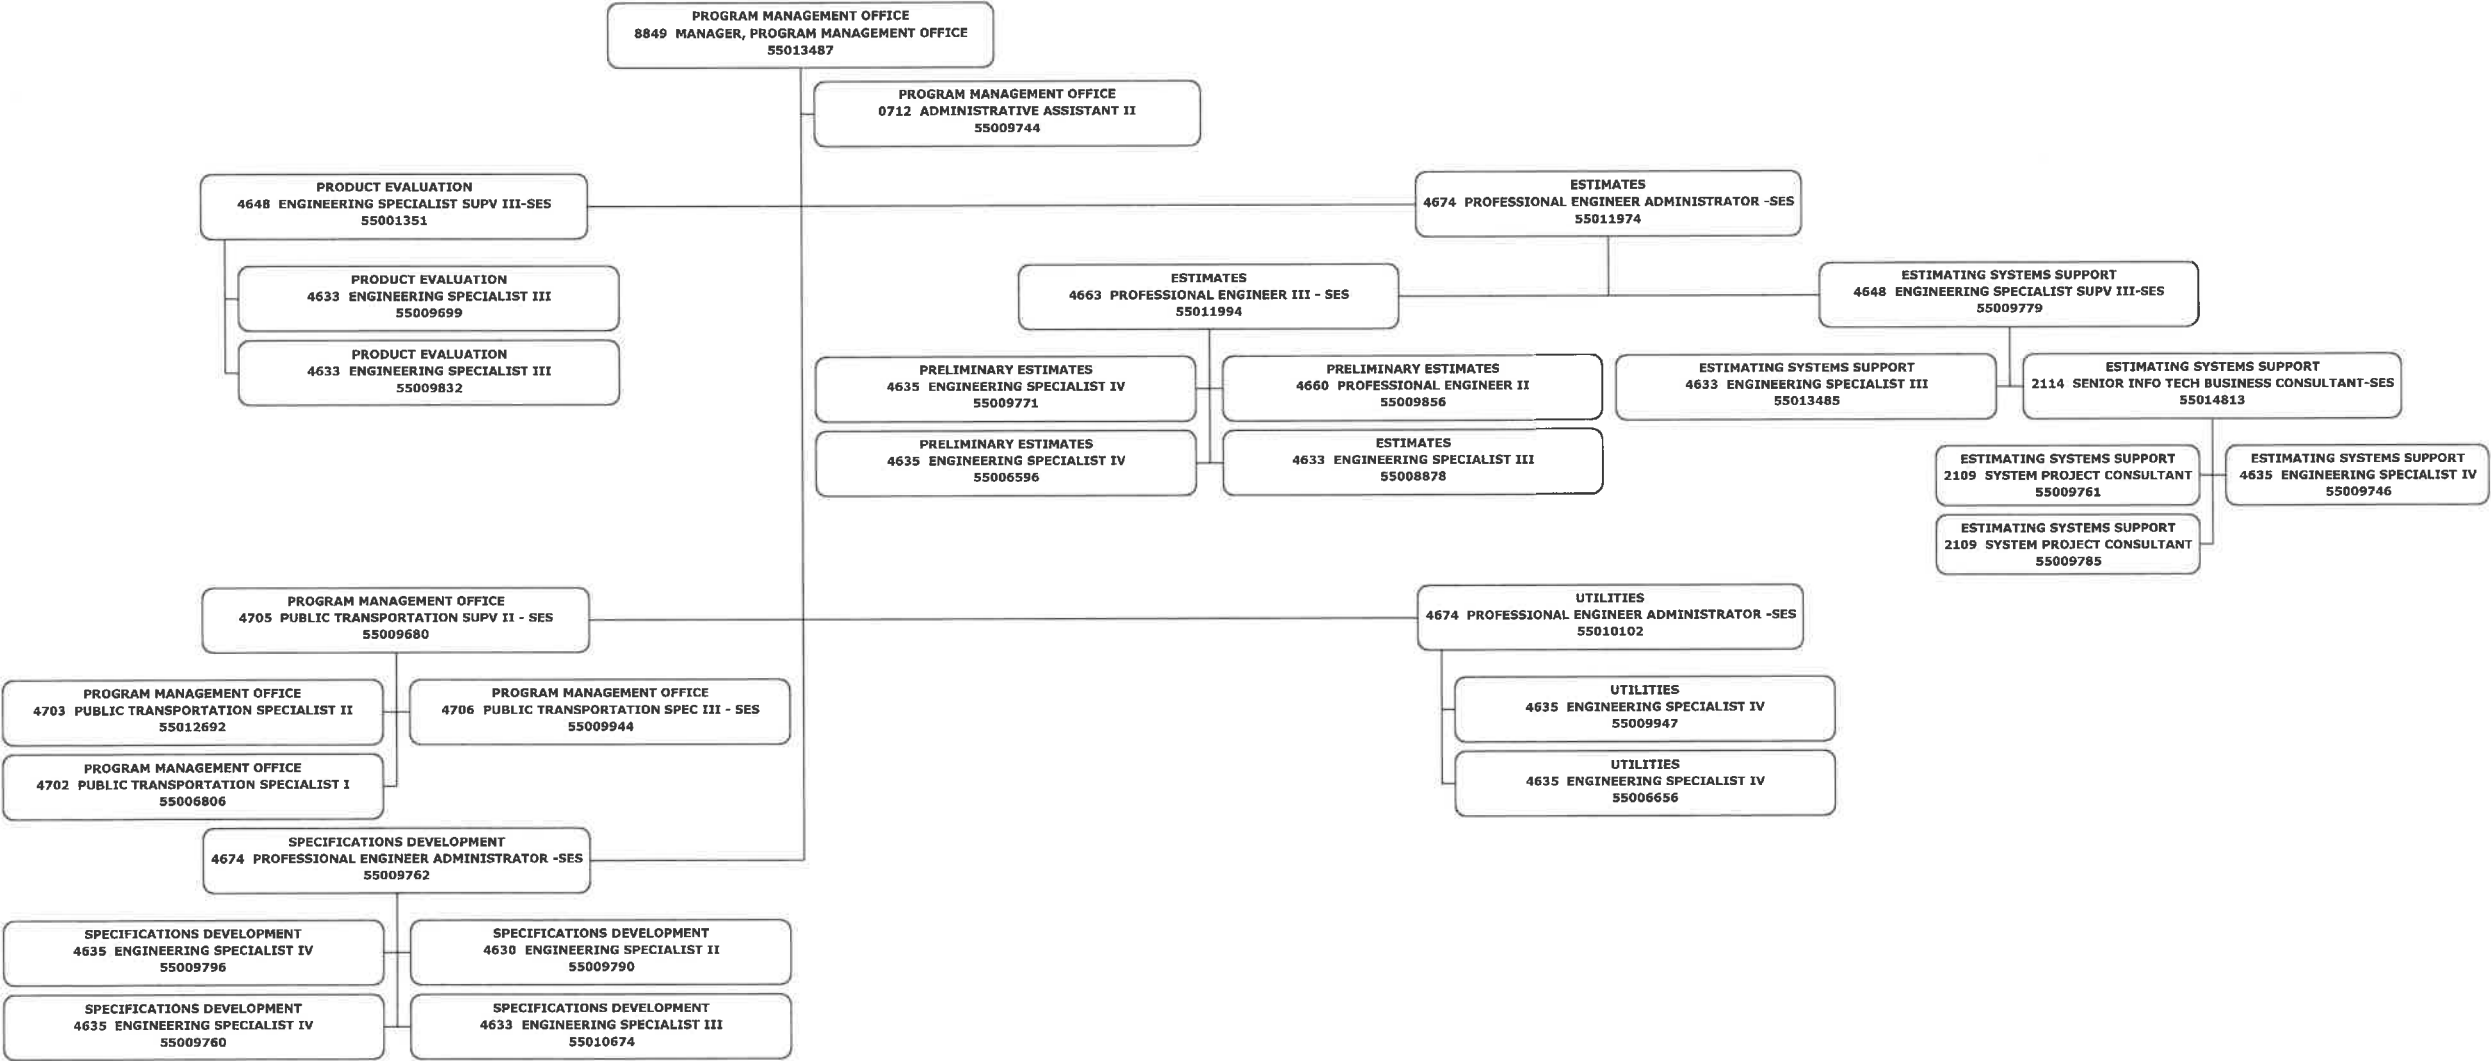 PROGRAM MANAGEMENT OFFICE
8849 MANAGER, PROGRAM MANAGEMENT OFFICE
55013487
PROGRAM MANAGEMENT OFFICE
0712 ADMINISTRATIVE ASSISTANT II
55009744
PRODUCT EVALUATION
4648 ENGINEERING SPECIALIST SUPV III-SES
55001351
PRODUCT EVALUATION
4633 ENGINEERING SPECIALIST III
55009699
PRODUCT EVALUATION
4633 ENGINEERING SPECIALIST III
55009832
ESTIMATES
4674 PROFESSIONAL ENGINEER ADMINISTRATOR -SES
55011974
ESTIMATES
4663 PROFESSIONAL ENGINEER III - SES
55011994
PRELIMINARY ESTIMATES
4635 ENGINEERING SPECIALIST IV
55009771
PRELIMINARY ESTIMATES
4660 PROFESSIONAL ENGINEER II
55009856
PRELIMINARY ESTIMATES
4635 ENGINEERING SPECIALIST IV
55006596
ESTIMATES
4633 ENGINEERING SPECIALIST III
55008878
ESTIMATING SYSTEMS SUPPORT
4648 ENGINEERING SPECIALIST SUPV III-SES
55009779
ESTIMATING SYSTEMS SUPPORT
4633 ENGINEERING SPECIALIST III
55013485
ESTIMATING SYSTEMS SUPPORT
2114 SENIOR INFO TECH BUSINESS CONSULTANT-SES
55014813
ESTIMATING SYSTEMS SUPPORT
2109 SYSTEM PROJECT CONSULTANT
55009761
ESTIMATING SYSTEMS SUPPORT
4635 ENGINEERING SPECIALIST IV
55009746
ESTIMATING SYSTEMS SUPPORT
2109 SYSTEM PROJECT CONSULTANT
55009785
PROGRAM MANAGEMENT OFFICE
4705 PUBLIC TRANSPORTATION SUPV II - SES
55009680
PROGRAM MANAGEMENT OFFICE
4703 PUBLIC TRANSPORTATION SPECIALIST II
55012692
PROGRAM MANAGEMENT OFFICE
4706 PUBLIC TRANSPORTATION SPEC III - SES
55009944
PROGRAM MANAGEMENT OFFICE
4702 PUBLIC TRANSPORTATION SPECIALIST I
55006806
UTILITIES
4674 PROFESSIONAL ENGINEER ADMINISTRATOR -SES
55010102
UTILITIES
4635 ENGINEERING SPECIALIST IV
55009947
UTILITIES
4635 ENGINEERING SPECIALIST IV
55006656
SPECIFICATIONS DEVELOPMENT
4674 PROFESSIONAL ENGINEER ADMINISTRATOR -SES
55009762
SPECIFICATIONS DEVELOPMENT
4635 ENGINEERING SPECIALIST IV
55009796
SPECIFICATIONS DEVELOPMENT
4630 ENGINEERING SPECIALIST II
55009790
SPECIFICATIONS DEVELOPMENT
4635 ENGINEERING SPECIALIST IV
55009760
SPECIFICATIONS DEVELOPMENT
4633 ENGINEERING SPECIALIST III
55010674